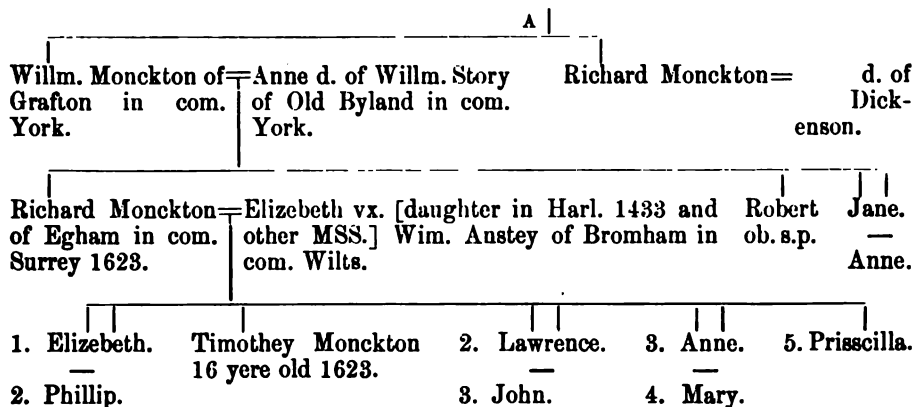 A
Willm. Monckton of=Anne d. of Willm. Story Richard Monckton= d. of
Grafton in com. of Old Byland in com. Dick-
York. York. enson.
Richard Monckton=Elizebeth vx. [daughter in Harl. 1433 and Robert Jane.
of Egham in com. other MSS.] Wim. Anstey of Bromham in ob. s.p. —
Surrey 1623. com. Wilts. Anne.
1. Elizebeth. Timothey Monckton 2. Lawrence. 3. Anne. 5. Prisscilla.
— 16 yere old 1623. — —
2. Phillip. 3. John. 4. Mary.